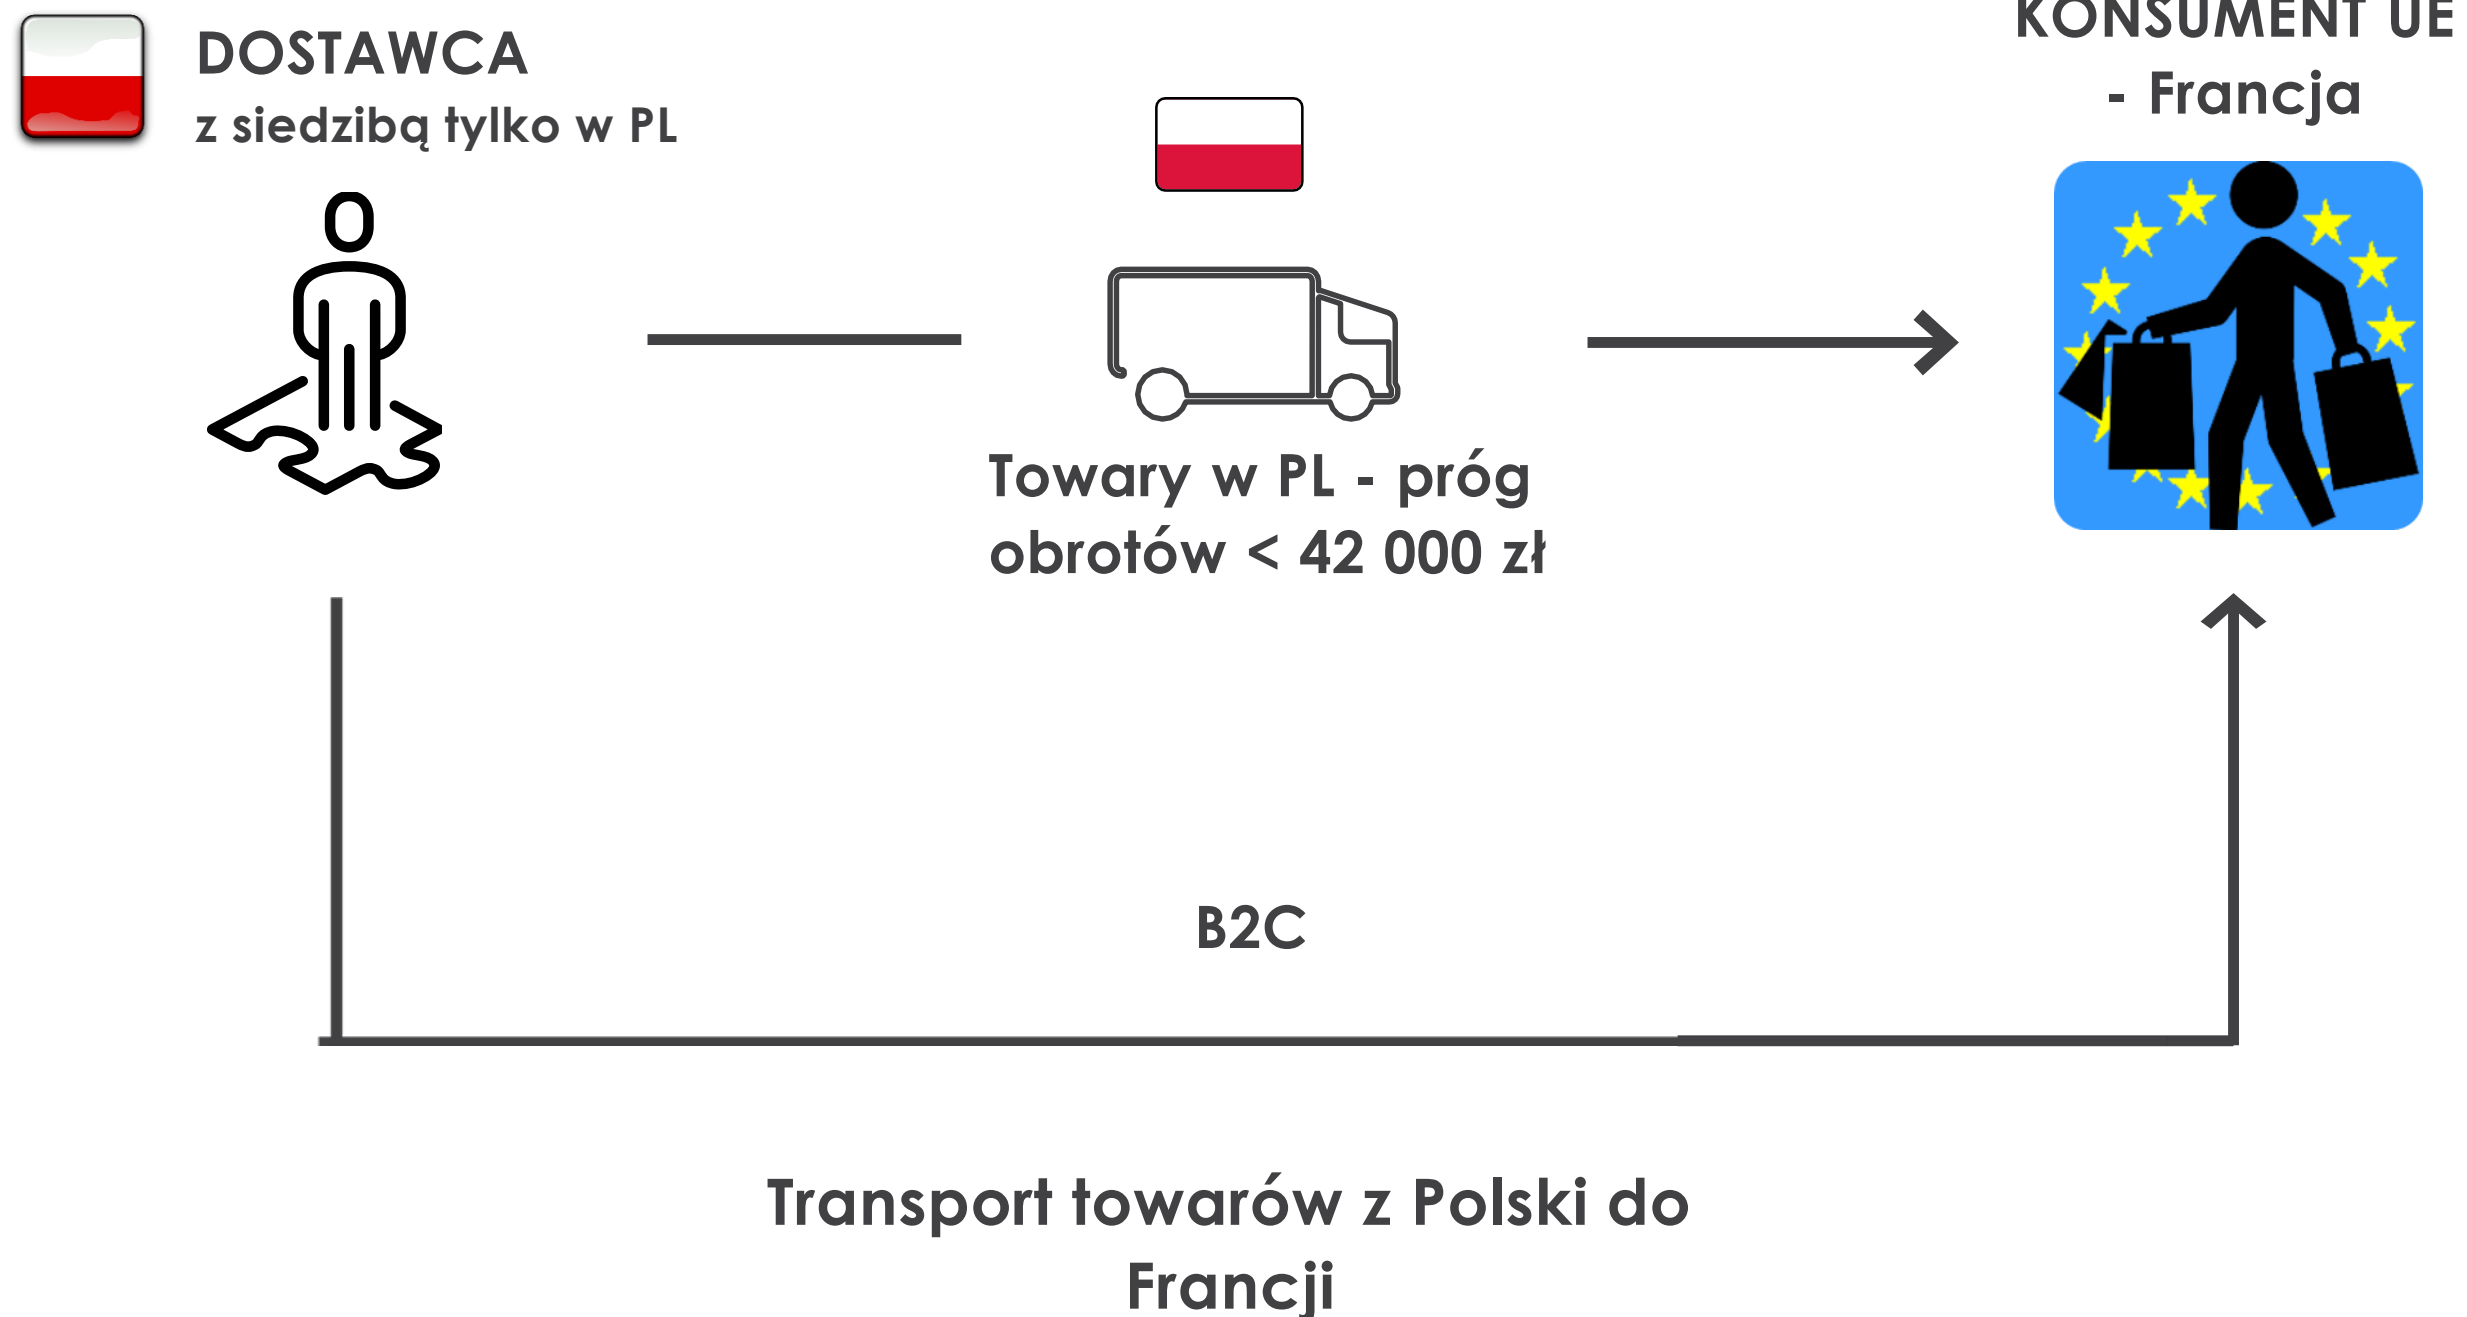 DOSTAWCA
z siedzibą tylko w PL
KONSUMENT UE
- Francja
Towary w PL - próg
obrotów < 42 000 zł
B2C
Transport towarów z Polski do
Francji